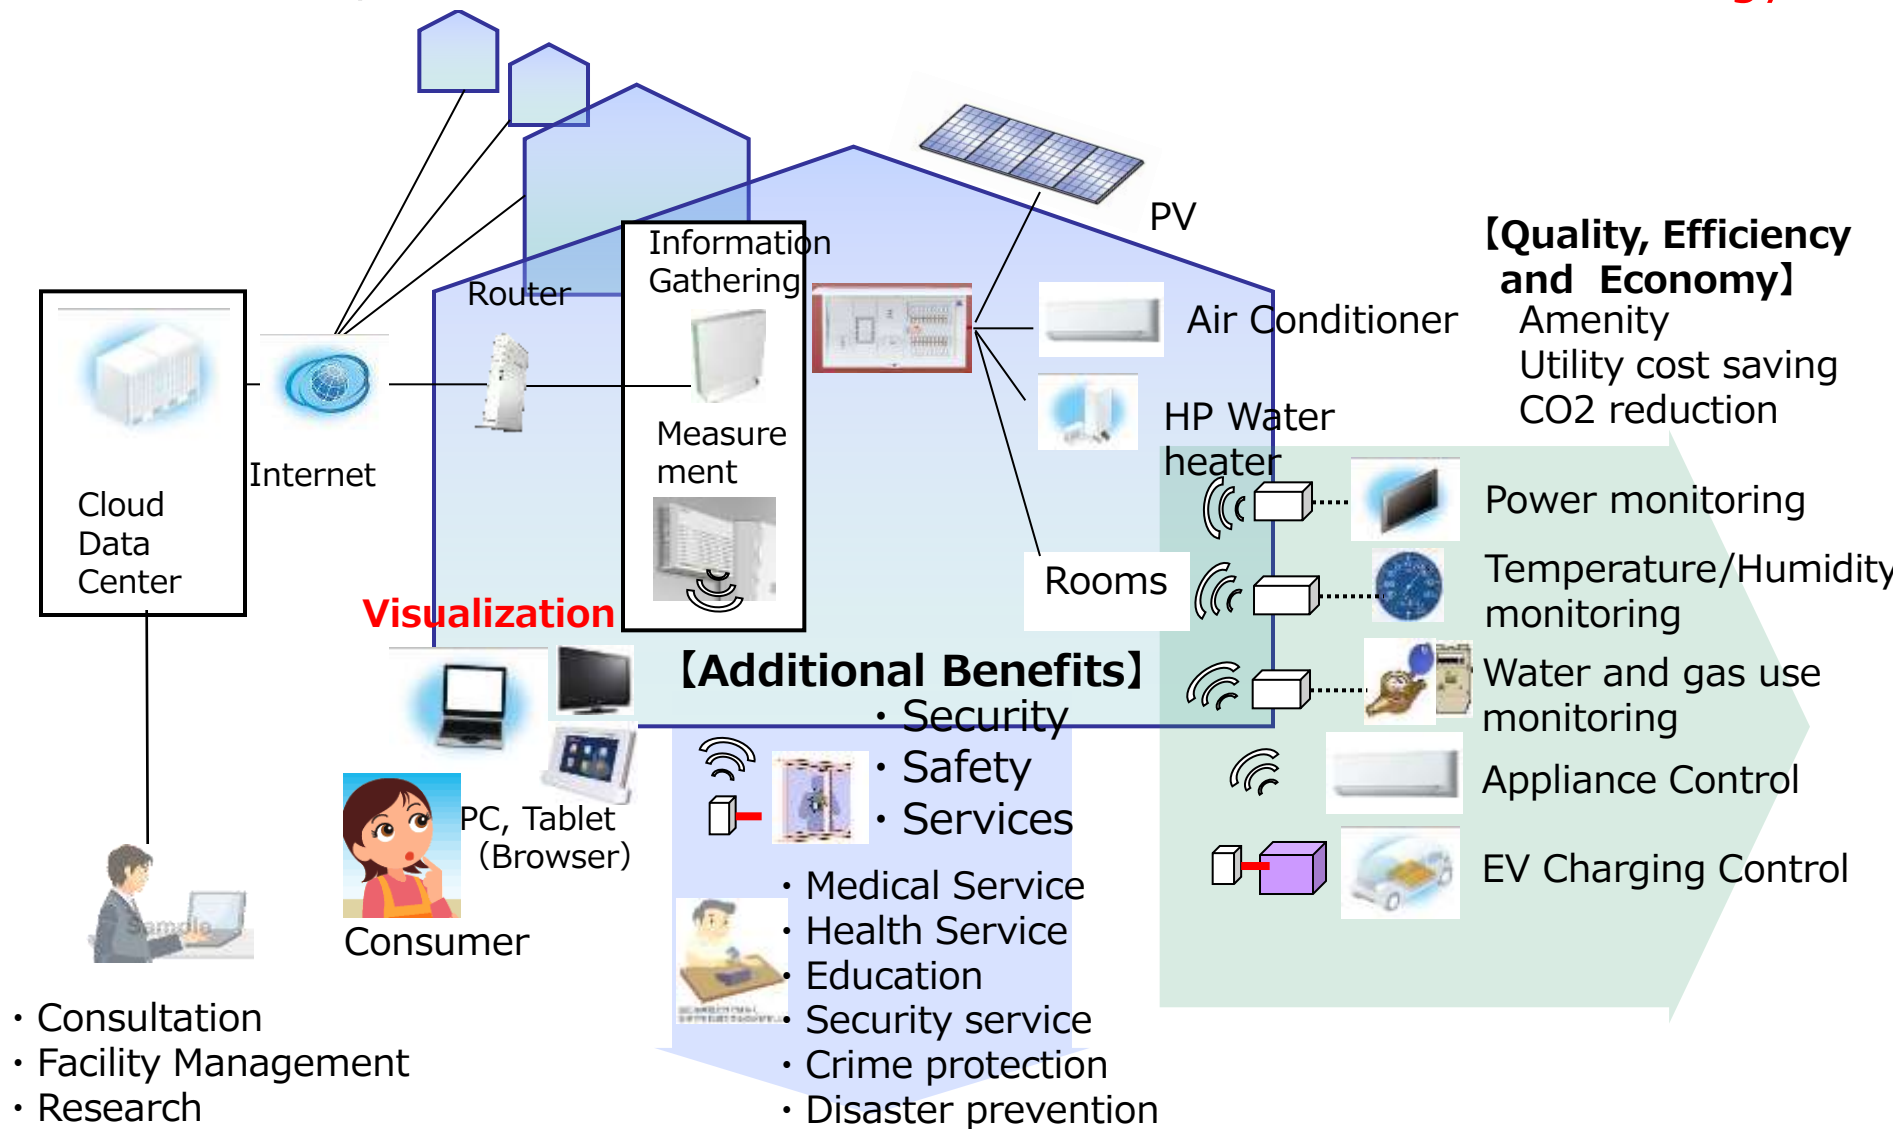 PV
Information
Gathering
Router
【Quality, Efficiency
and Economy】
Air Conditioner
Amenity
Utility cost saving
CO2 reduction
HP Water
heater
Measure
ment
Internet
Cloud
Data
Center
Power monitoring
Rooms
Temperature/Humidity
monitoring
Visualization
【Additional Benefits】
・Security
・Safety
・Services
Water and gas use
monitoring
Appliance Control
PC, Tablet
（Browser）
EV Charging Control
Sample
Consumer
・Medical Service
・Health Service
・Education
・Security service
・Crime protection
・Disaster prevention
・Consultation
・Facility Management
・Research